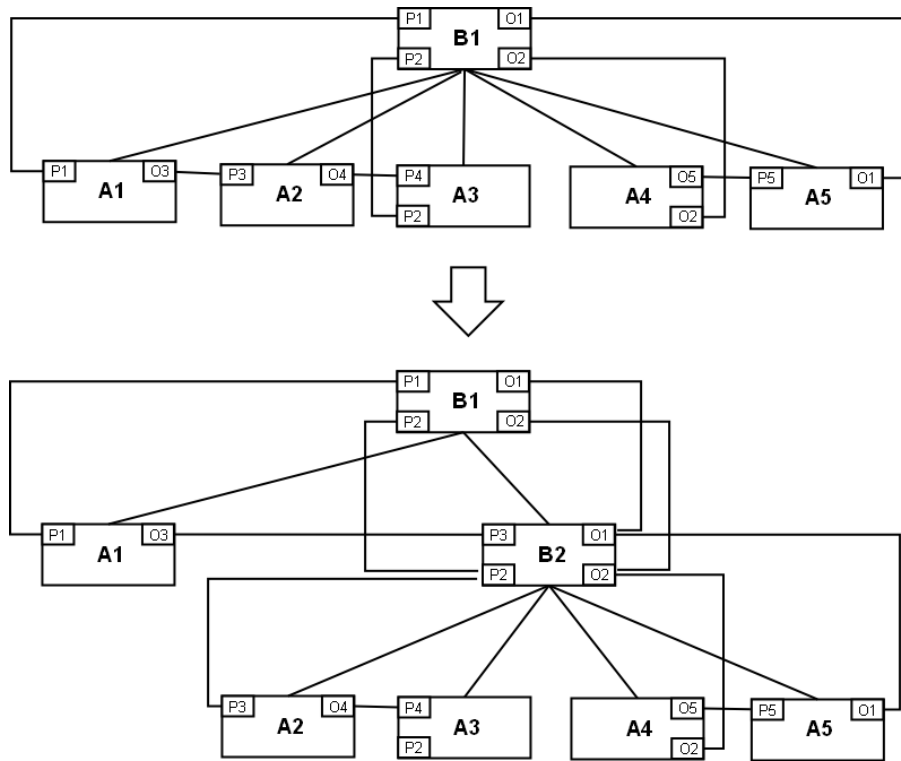 P1 O1
B1
P2 O2
P1 O3 P3 O4 P4 O5 P5 O1
A1 A2 A3 A4 A5
P2 O2
P1 O1
B1
P2 O2
P1 O3 P3 O1
A1 B2
P2 O2
P3 O4 P4 O5 P5 O1
A2 A3 A4 A5
P2 O2